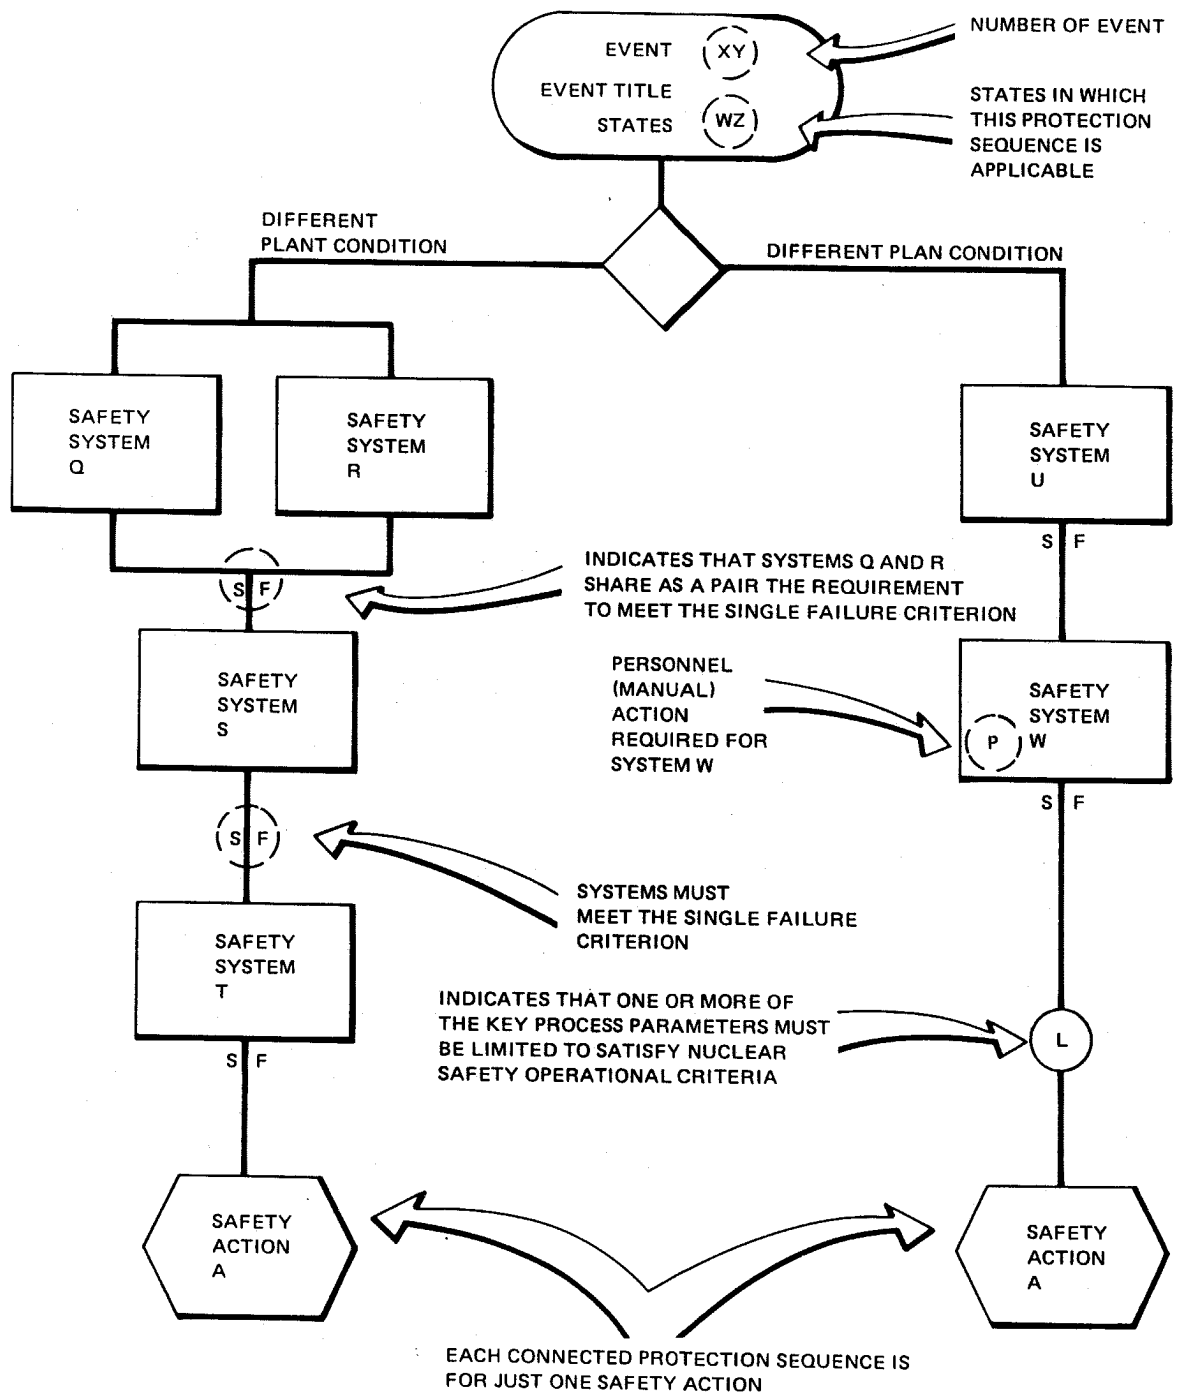 EVENT XY
EVENT TITLE
STATES WZ
NUMBER OF EVENT
STATES IN WHICH
THIS PROTECTION
SEQUENCE IS
APPLICABLE
DIFFERENT
PLANT CONDITION
DIFFERENT PLAN CONDITION
SAFETY
SYSTEM
Q
SAFETY
SYSTEM
R
SAFETY
SYSTEM
U
S F
S F
INDICATES THAT SYSTEMS Q AND R
SHARE AS A PAIR THE REQUIREMENT
TO MEET THE SINGLE FAILURE CRITERION
SAFETY
SYSTEM
S
PERSONNEL
(MANUAL)
ACTION
REQUIRED FOR
SYSTEM W
SAFETY
SYSTEM
W
P
S F
S F
SYSTEMS MUST
MEET THE SINGLE FAILURE
CRITERION
SAFETY
SYSTEM
T
S F
INDICATES THAT ONE OR MORE OF
THE KEY PROCESS PARAMETERS MUST
BE LIMITED TO SATISFY NUCLEAR
SAFETY OPERATIONAL CRITERIA
L
SAFETY
ACTION
A
SAFETY
ACTION
A
EACH CONNECTED PROTECTION SEQUENCE IS
FOR JUST ONE SAFETY ACTION